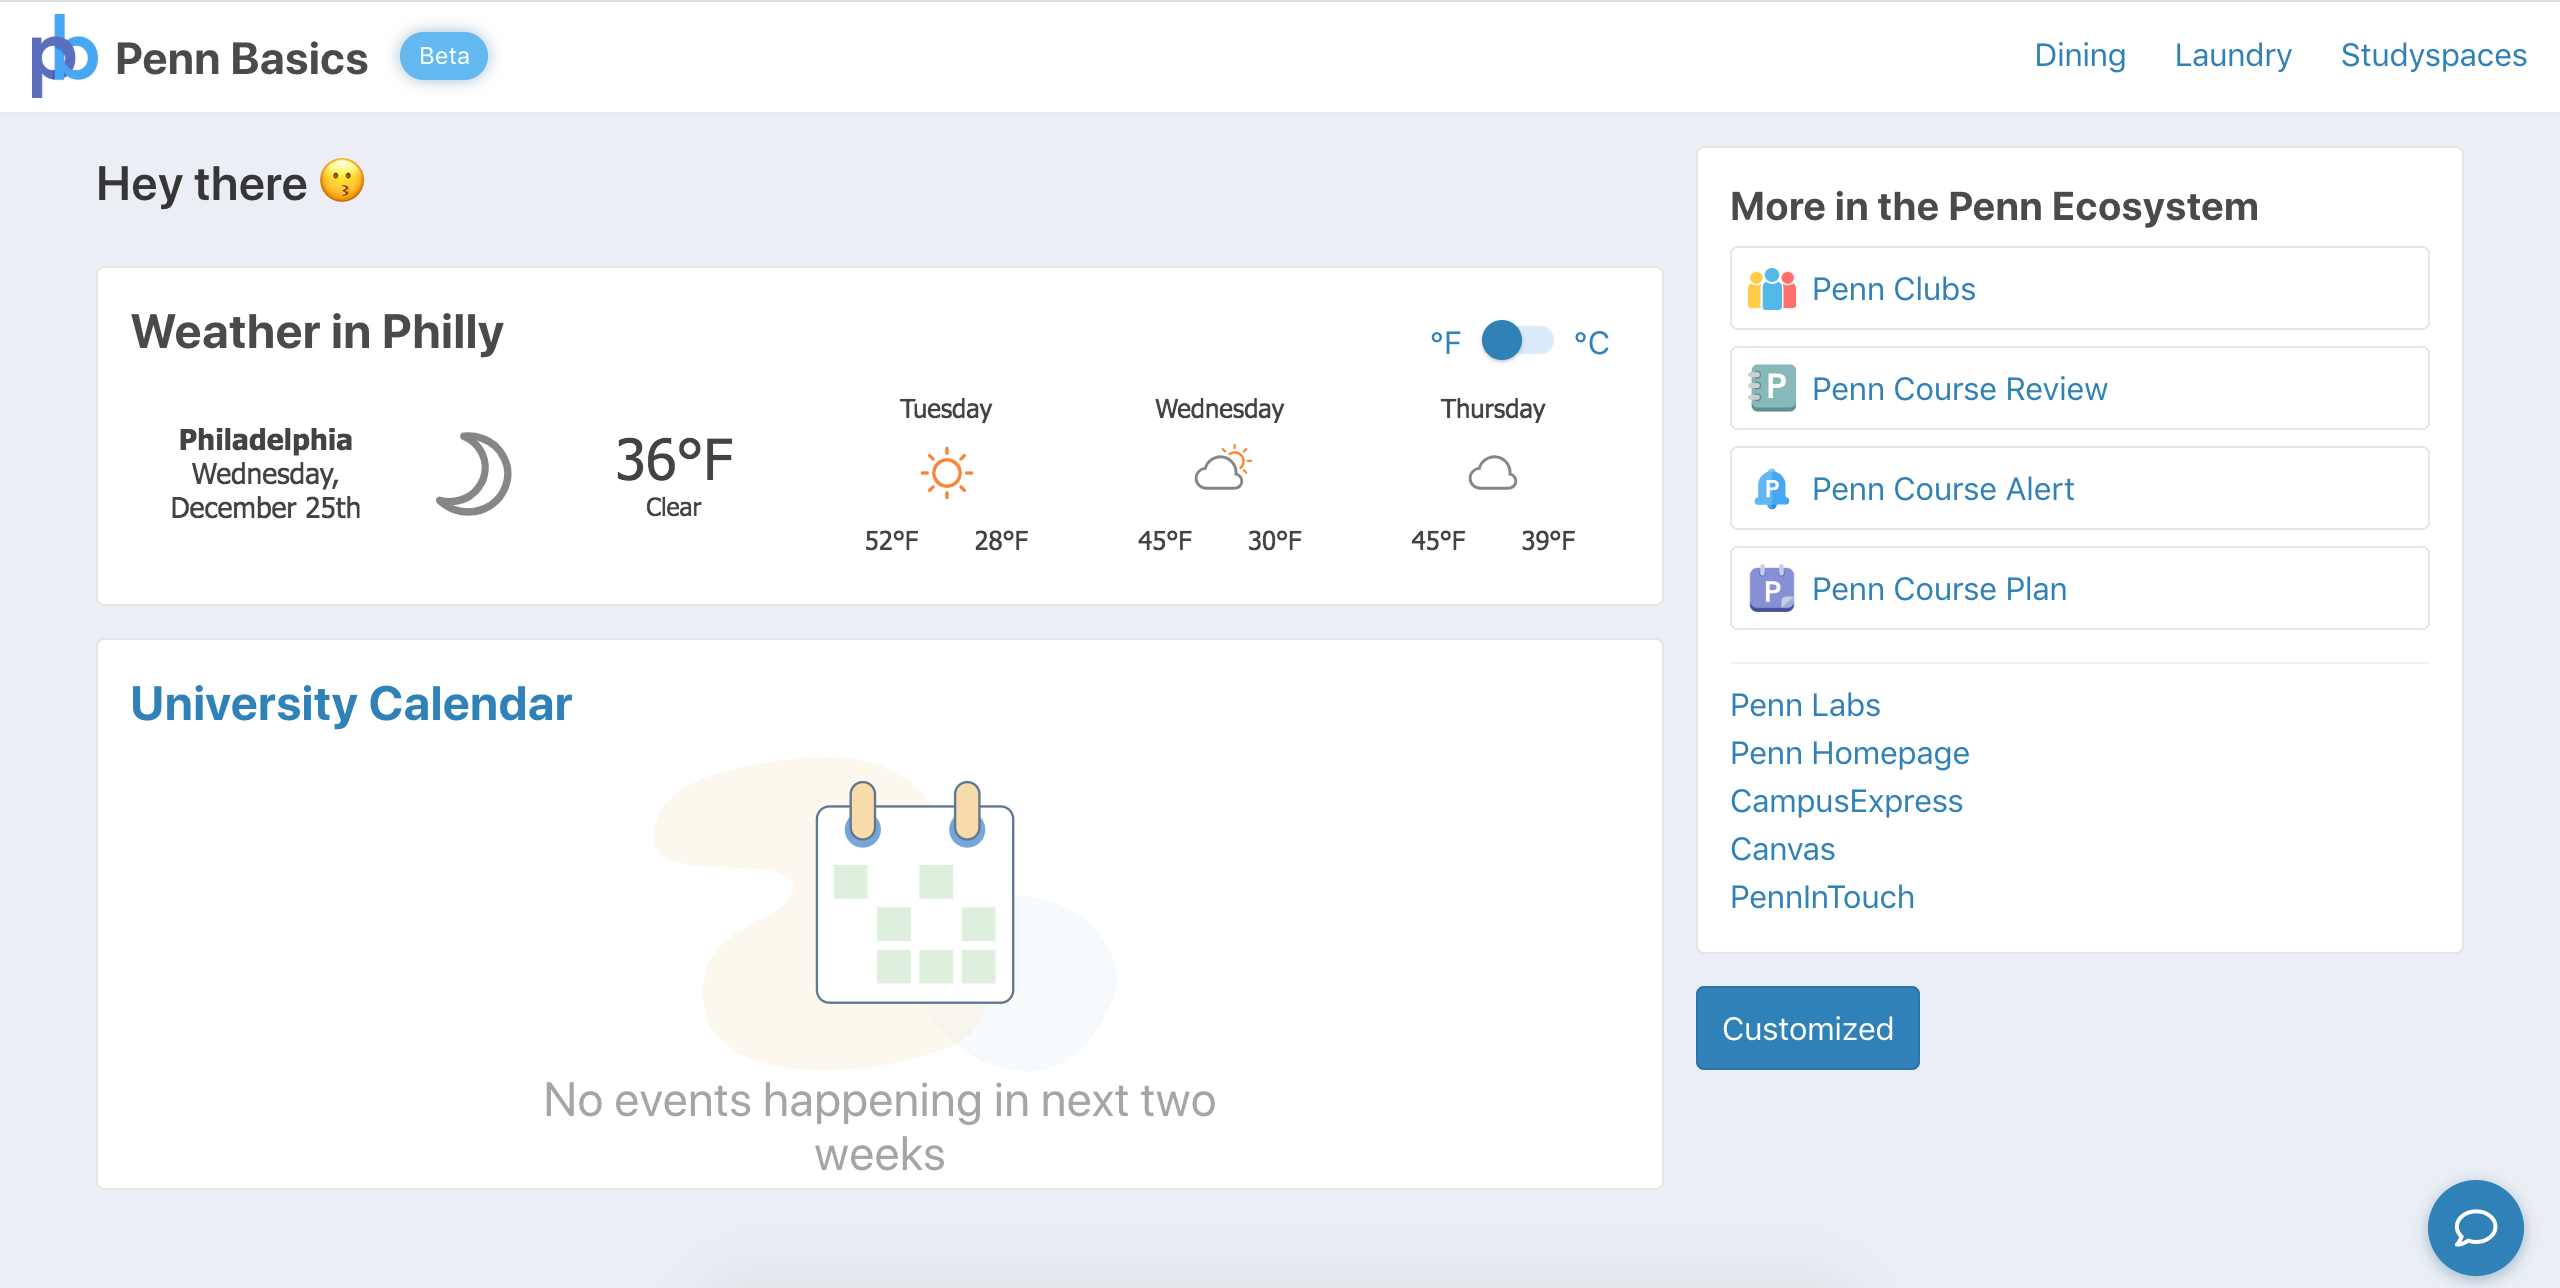 Penn Basics
Beta
Dining Laundry Studyspaces
Hey there
Weather in Philly
°F °C
Philadelphia
Wednesday,
December 25th
36°F
Clear
Tuesday
52°F 28°F
Wednesday
45°F 30°F
Thursday
45°F 39°F
University Calendar
No events happening in next two
weeks
More in the Penn Ecosystem
Penn Clubs
P
Penn Course Review
P
Penn Course Alert
P
Penn Course Plan
Penn Labs
Penn Homepage
CampusExpress
Canvas
PennInTouch
Customized